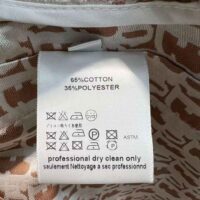 65%COTTON
35%POLYESTER
ASTM
professional dry clean only
seulement Nettoyage a sec professionnel